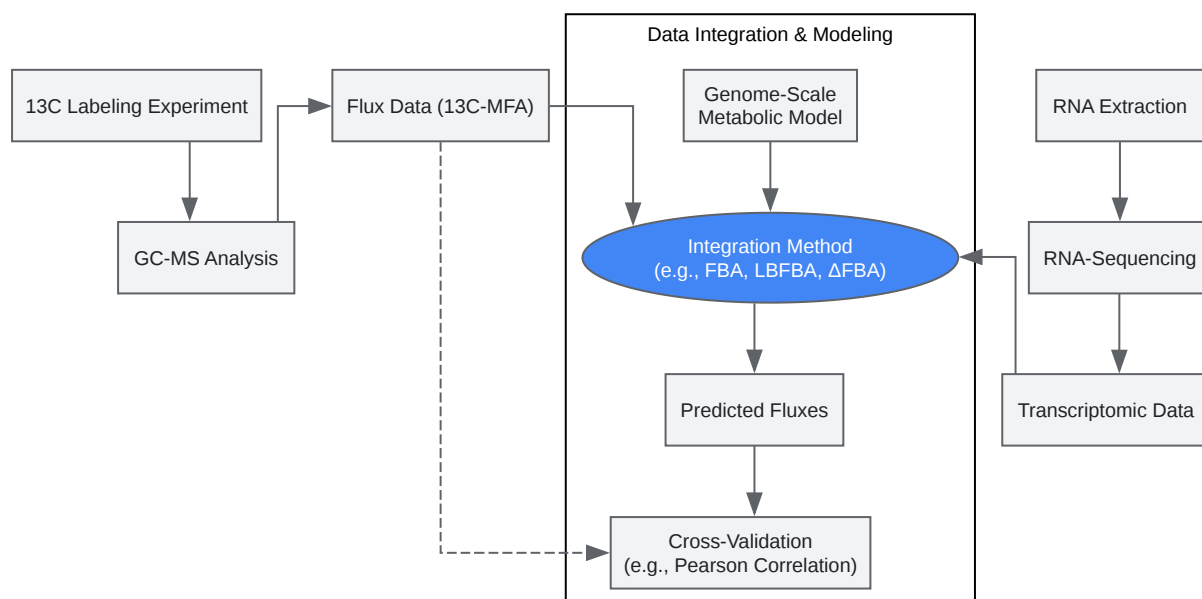 Data Integration & Modeling
13C Labeling Experiment
Flux Data (13C-MFA)
Genome-Scale
Metabolic Model
RNA Extraction
GC-MS Analysis
Integration Method
(e.g., FBA, LBFBA, ΔFBA)
RNA-Sequencing
Predicted Fluxes
Transcriptomic Data
Cross-Validation
(e.g., Pearson Correlation)